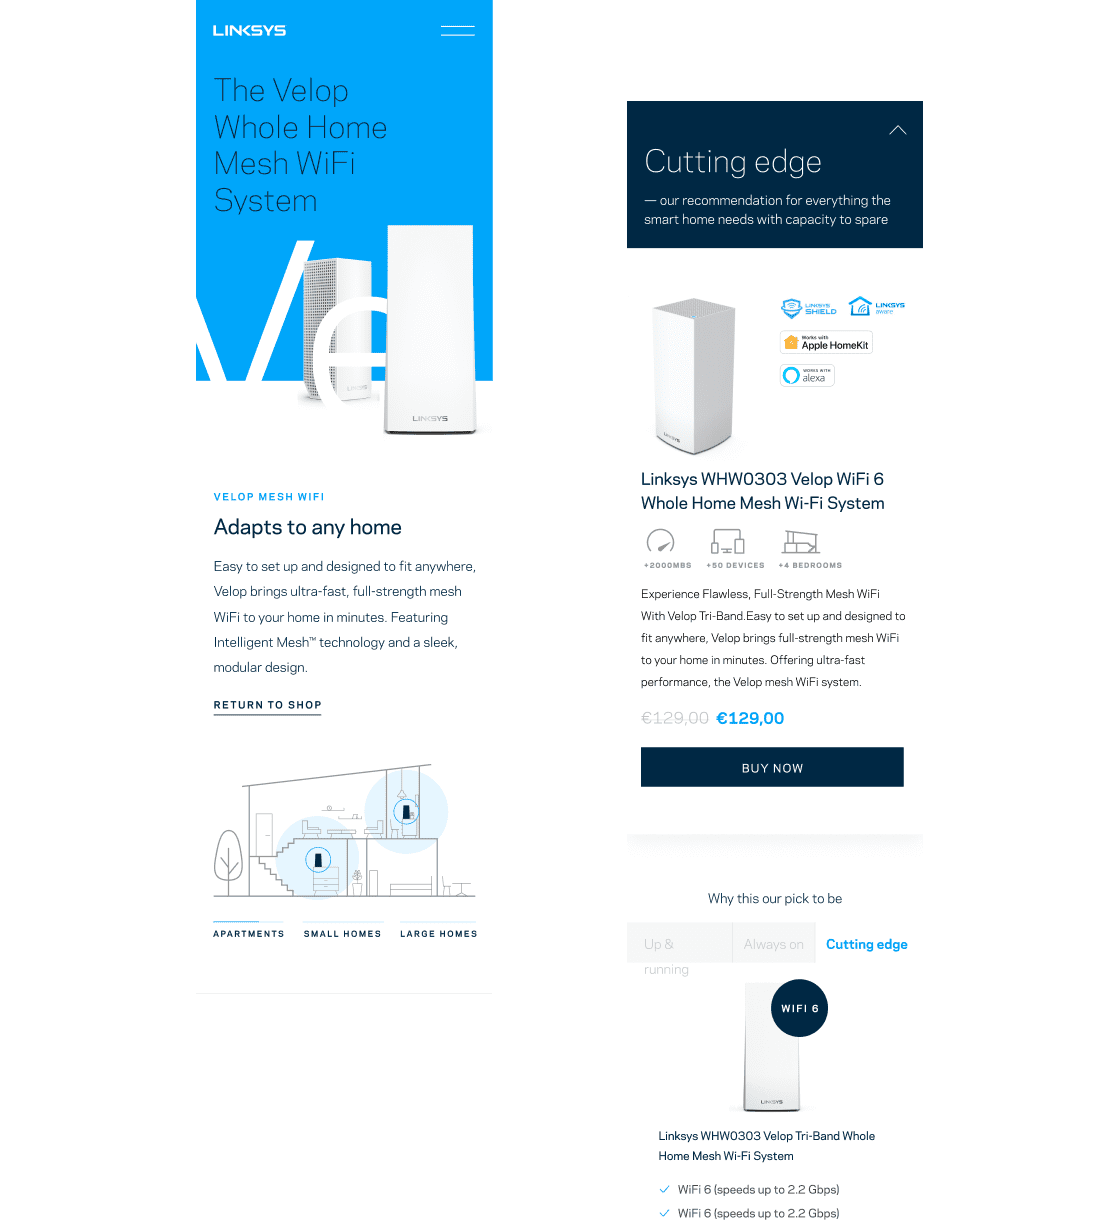 LINKSYS
The Velop
Whole Home
Mesh WiFi
System
Ve
LINKSYS
LINKSYS
VELOP MESH WIFI
Adapts to any home
Easy to set up and designed to fit anywhere,
Velop brings ultra-fast, full-strength mesh
WiFi to your home in minutes. Featuring
Intelligent Mesh™ technology and a sleek,
modular design.
RETURN TO SHOP
APARTMENTS
SMALL HOMES
LARGE HOMES
Cutting edge
— our recommendation for everything the
smart home needs with capacity to spare
LINKSYS
SHIELD
LINKSYS
aware
Works with
Apple HomeKit
WORKS WITH
alexa
LINKSYS
Linksys WHW0303 Velop WiFi 6
Whole Home Mesh Wi-Fi System
+2000MBS
+50 DEVICES
+4 BEDROOMS
Experience Flawless, Full-Strength Mesh WiFi
With Velop Tri-Band.Easy to set up and designed to
fit anywhere, Velop brings full-strength mesh WiFi
to your home in minutes. Offering ultra-fast
performance, the Velop mesh WiFi system.
€129,00 €129,00
BUY NOW
Why this our pick to be
Up &
running
Always on
Cutting edge
WIFI 6
LINKSYS
Linksys WHW0303 Velop Tri-Band Whole
Home Mesh Wi-Fi System
WiFi 6 (speeds up to 2.2 Gbps)
WiFi 6 (speeds up to 2.2 Gbps)